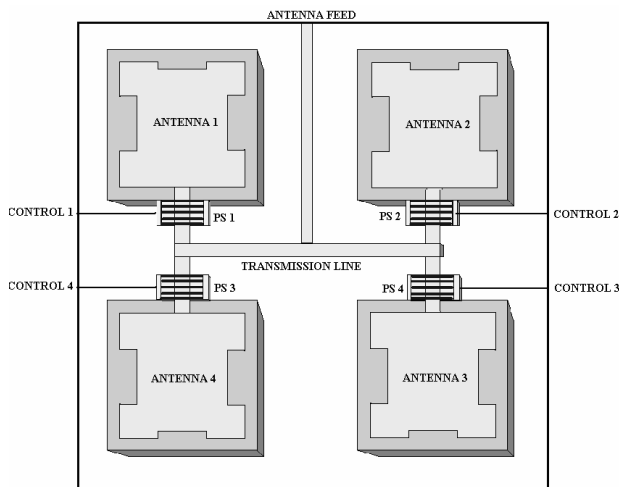 ANTENNA FEED
ANTENNA 1
ANTENNA 2
CONTROL 1
PS 1
PS 2
CONTROL 2
TRANSMISSION LINE
CONTROL 4
PS 3
PS 4
CONTROL 3
ANTENNA 4
ANTENNA 3